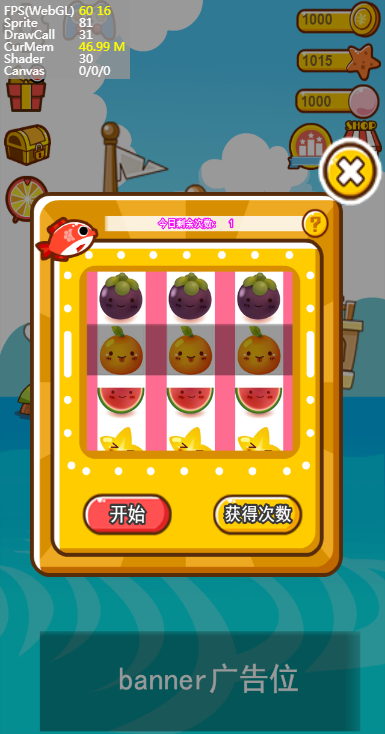 FPS(WebGL) 60 16
Sprite 81
DrawCall 31
CurMem 46.99 M
Shader 30
Canvas 0/0/0
1000
1015
1000
SHOP
今日剩余次数: 1
?
开始
获得次数
banner广告位